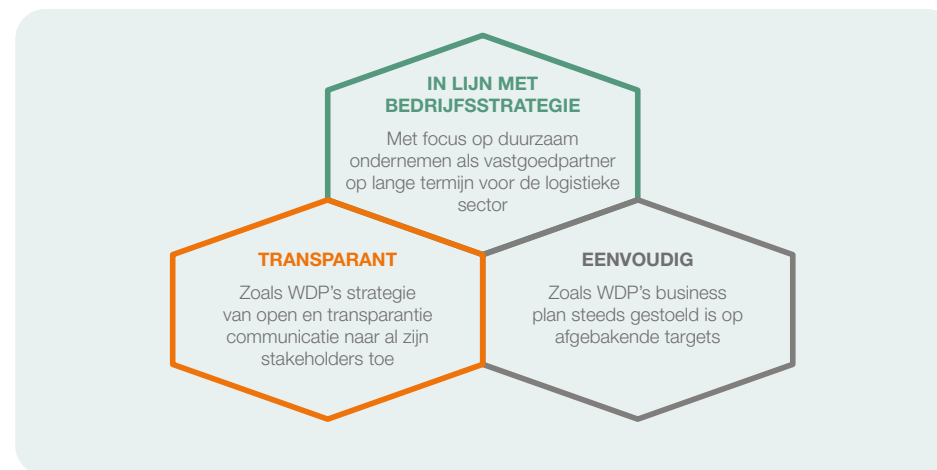 IN LIJN MET
BEDRIJFSSTRATEGIE
Met focus op duurzaam
ondernemen als vastgoedpartner
op lange termijn voor de logistieke
sector
TRANSPARANT
Zoals WDP's strategie
van open en transparantie
communicatie naar al zijn
stakeholders toe
EENVOUDIG
Zoals WDP's business
plan steeds gestoeld is op
afgebakende targets